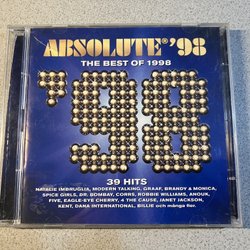 ABSOLUTE® '98
THE BEST OF 1998
'98
39 HITS
NATALIE IMBRUGLIA, MODERN TALKING, GRAAF, BRANDY & MONICA,
SPICE GIRLS, DR. BOMBAY, CORRS, ROBBIE WILLIAMS, ANOUK,
FIVE, EAGLE-EYE CHERRY, 4 THE CAUSE, JANET JACKSON,
KENT, DANA INTERNATIONAL, BILLIE och många fler.